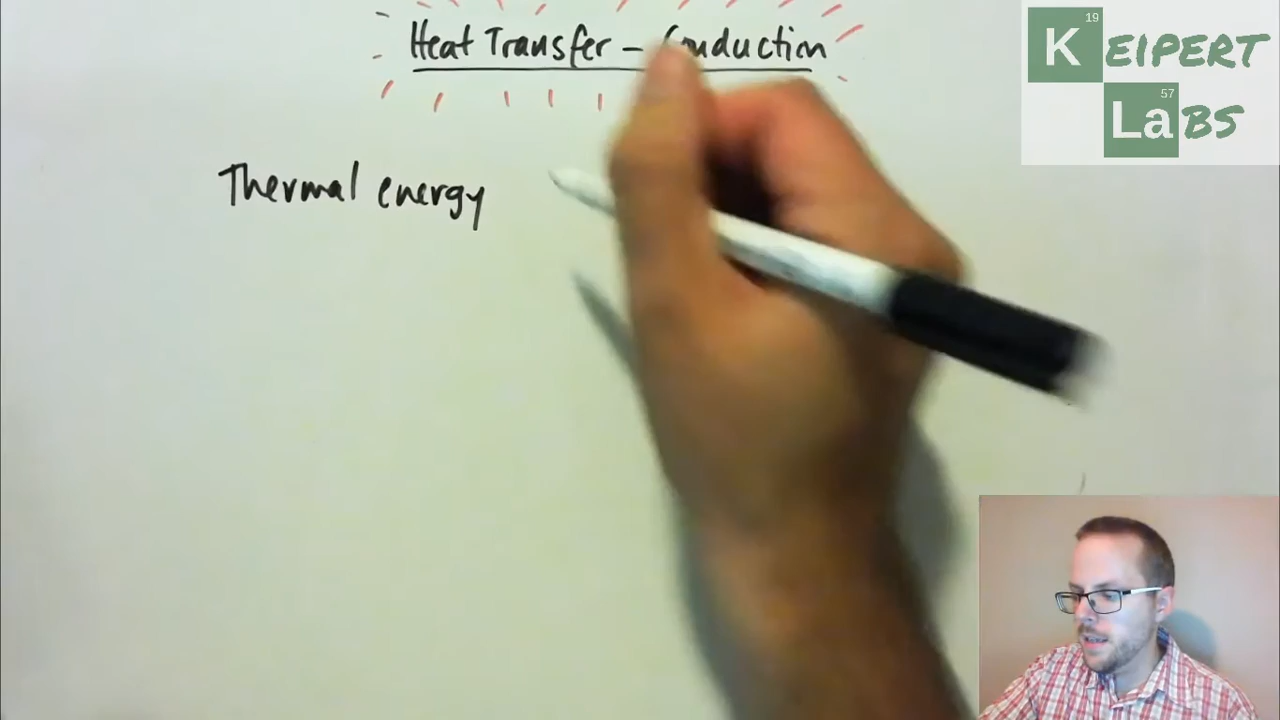 Heat Transfer – Conduction
Thermal energy
19
KEIPERT
57
LaBS